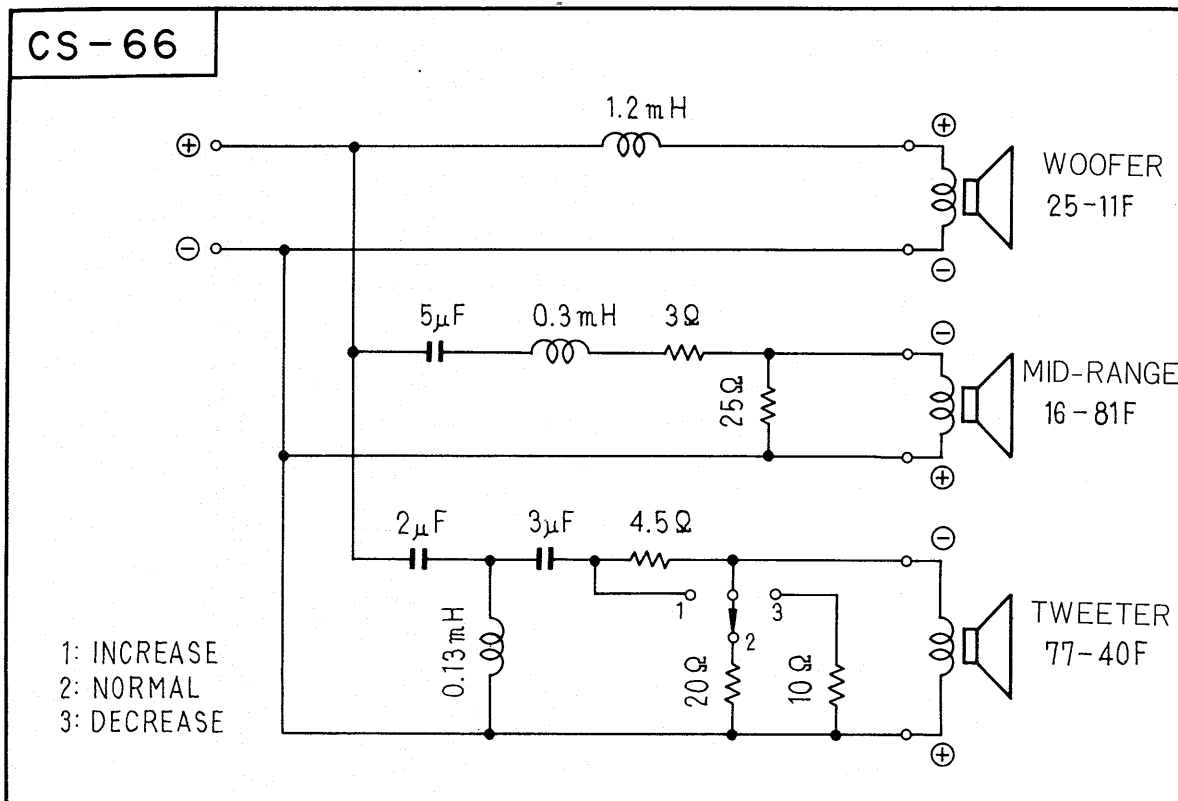 CS-66
1.2mH
⊕
⊕
WOOFER
25-11F
⊖
⊖
5μF
0.3mH
3Ω
⊖
25Ω
MID-RANGE
16-81F
⊕
2μF
3μF
4.5Ω
⊖
1
3
2
0.13mH
20Ω
10Ω
TWEETER
77-40F
1: INCREASE
2: NORMAL
3: DECREASE
⊕